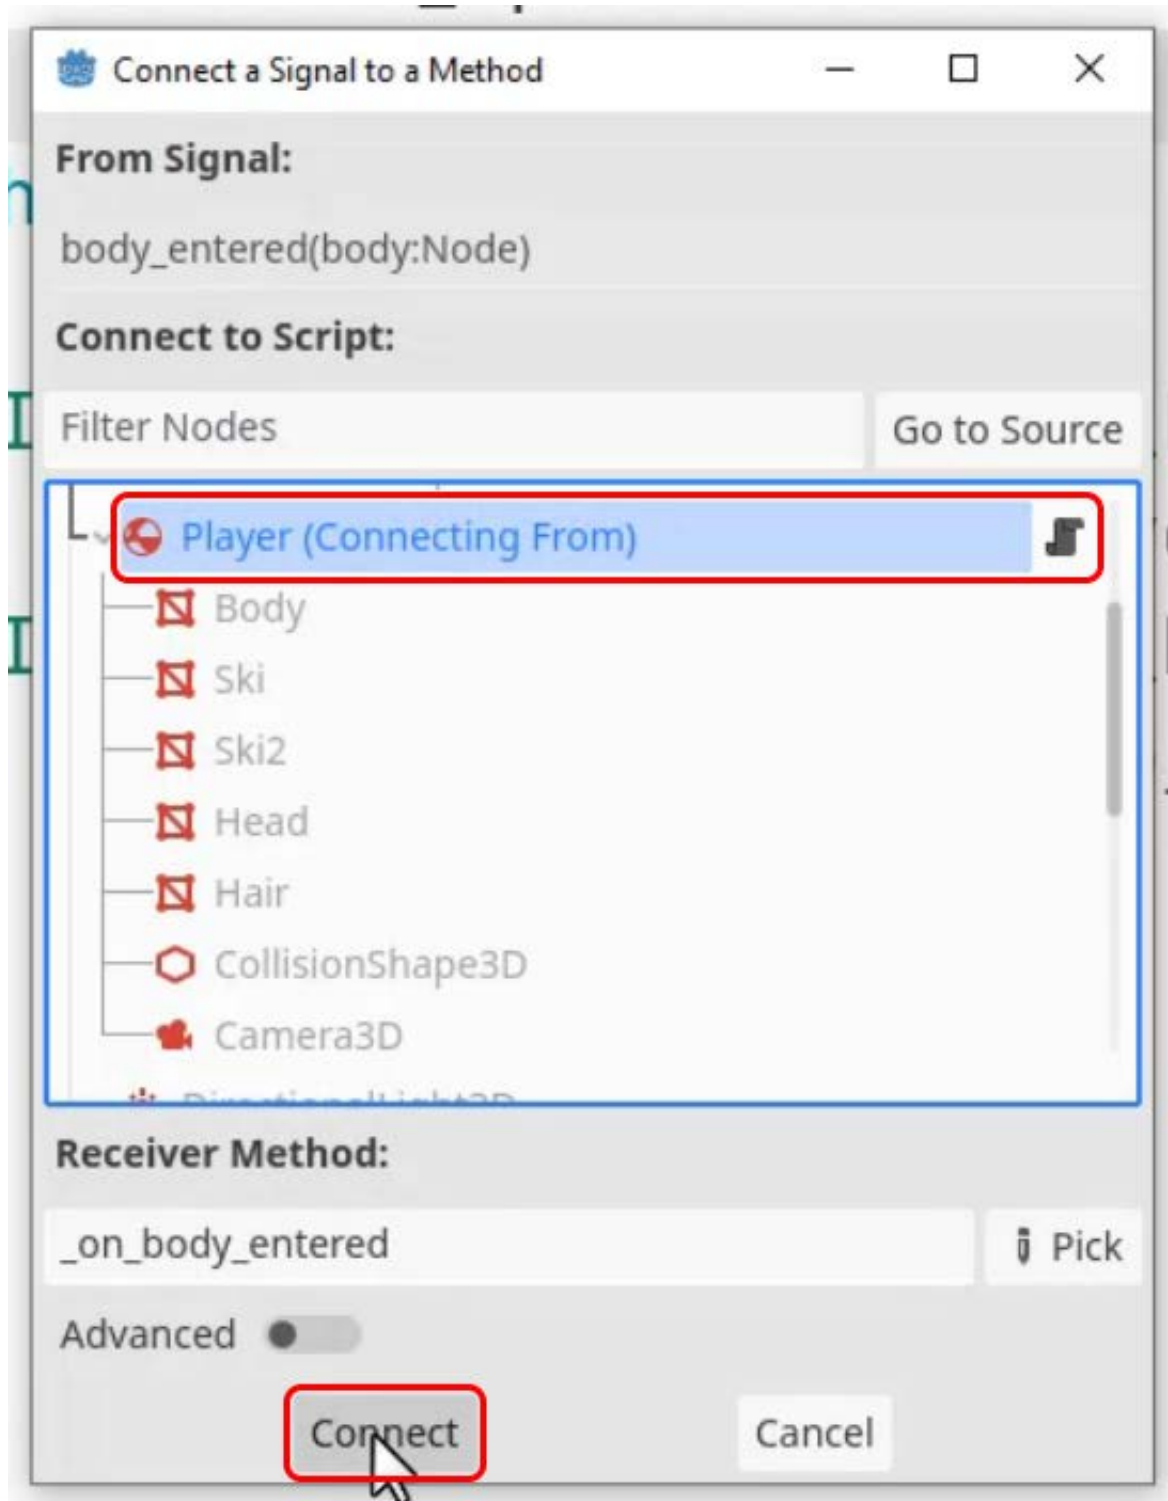 Connect a Signal to a Method
From Signal:
body_entered(body:Node)
Connect to Script:
Filter Nodes
Go to Source
Player (Connecting From)
Body
Ski
Ski2
Head
Hair
CollisionShape3D
Camera3D
DirectionalLight3D
Receiver Method:
_on_body_entered
Pick
Advanced
Connect
Cancel